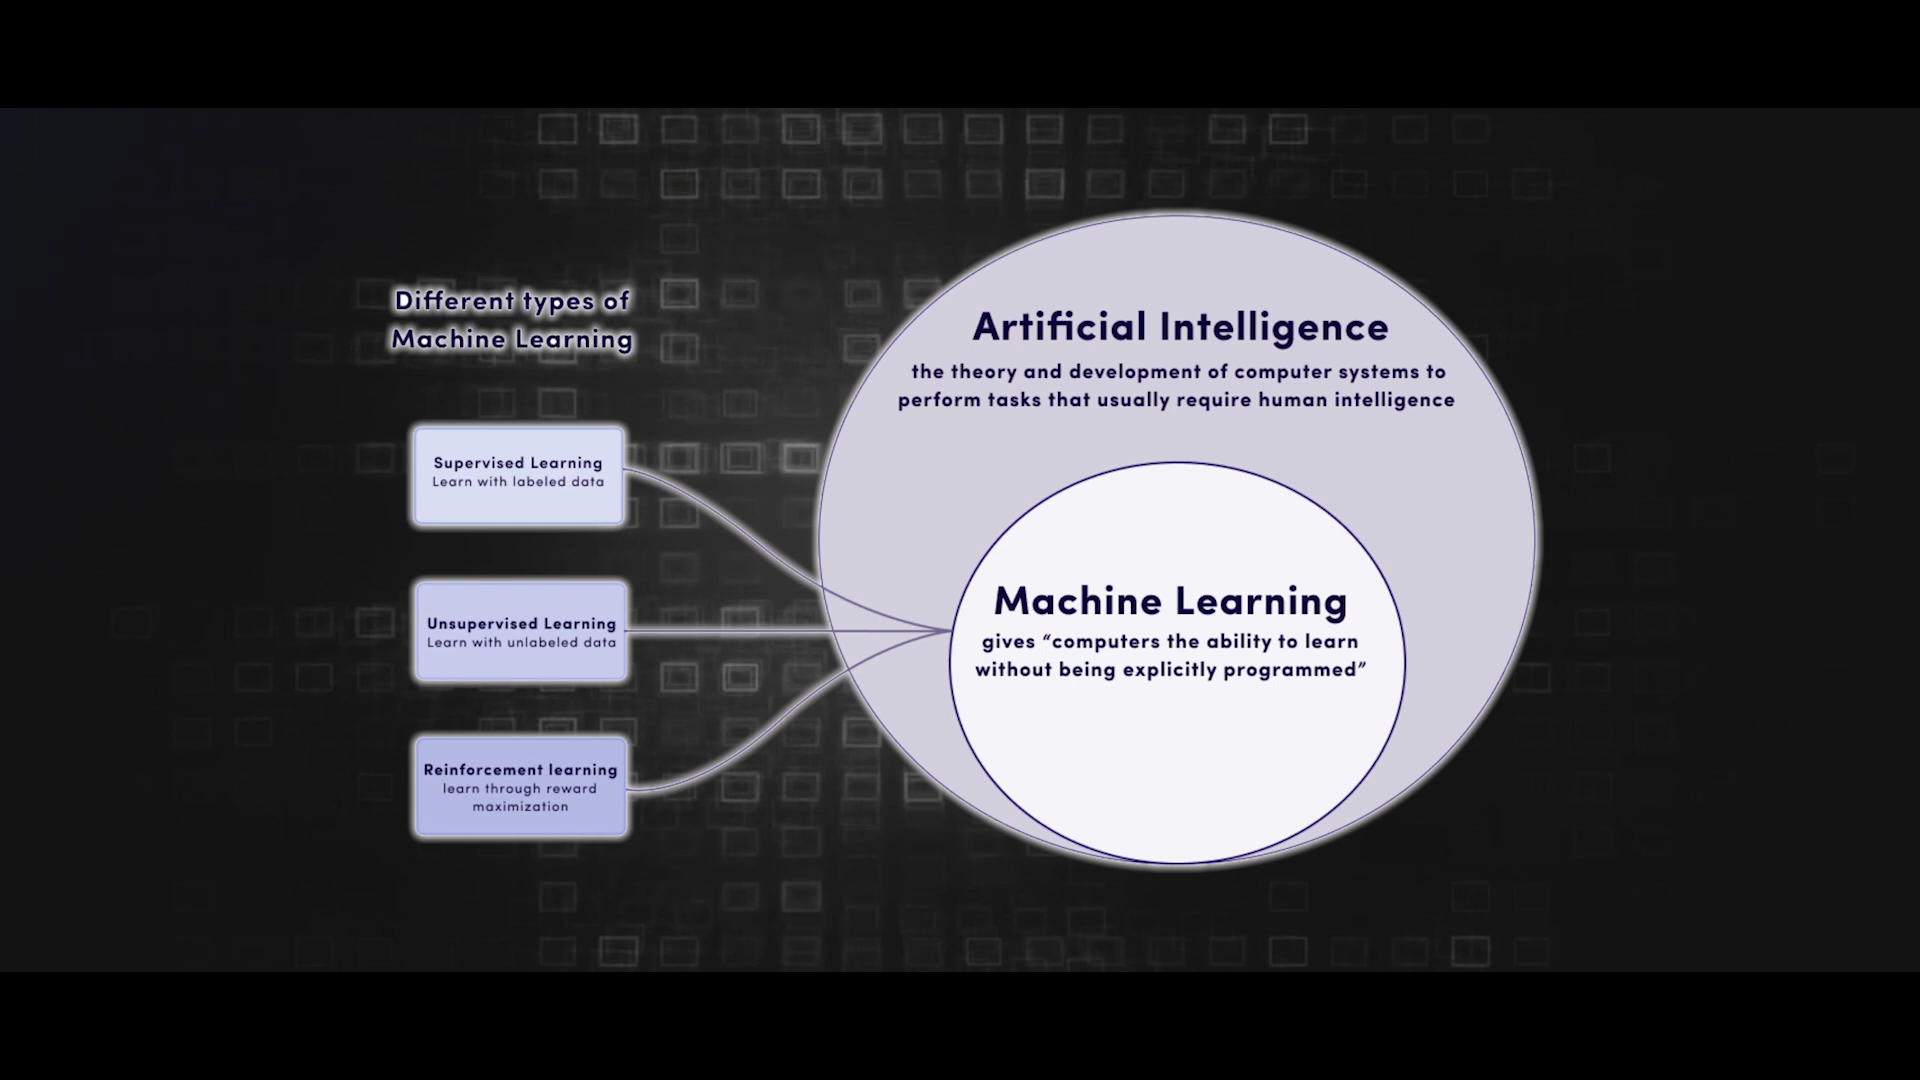 Different types of
Machine Learning
Supervised Learning
Learn with labeled data
Unsupervised Learning
Learn with unlabeled data
Reinforcement learning
learn through reward
maximization
Artificial Intelligence
the theory and development of computer systems to
perform tasks that usually require human intelligence
Machine Learning
gives “computers the ability to learn
without being explicitly programmed”